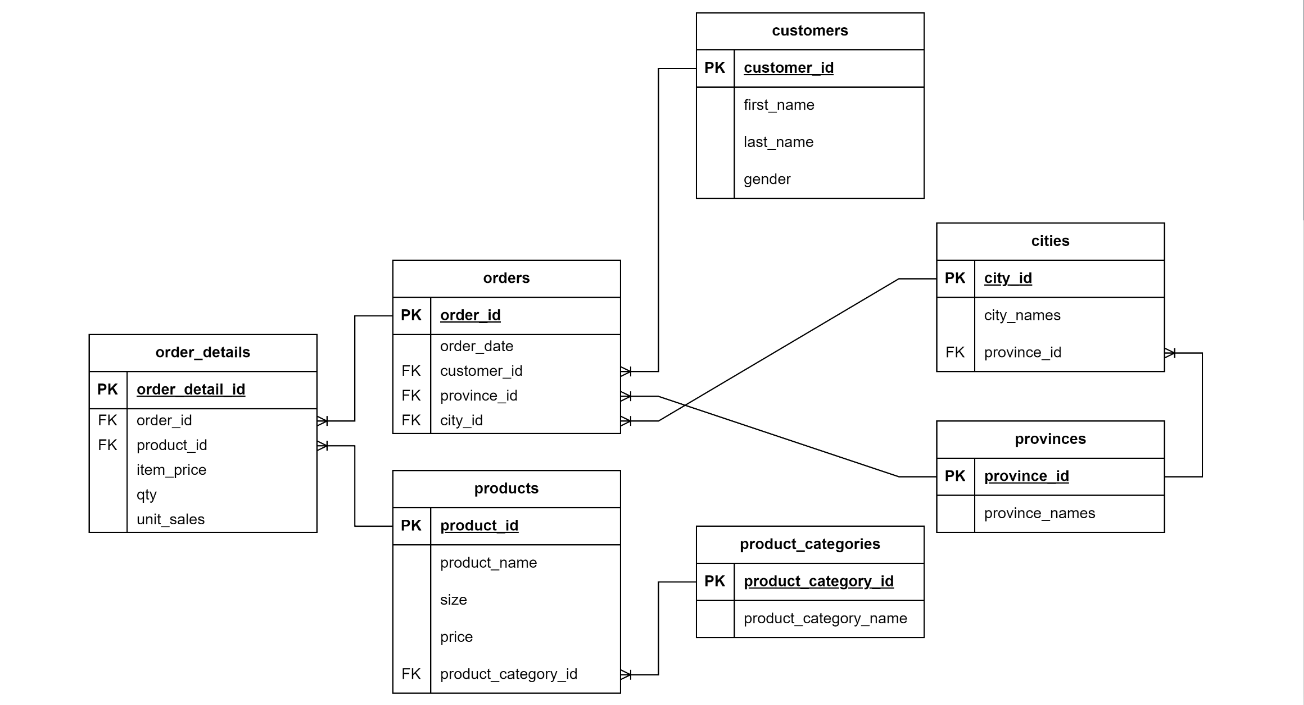 customers
PK customer_id
first_name
last_name
gender
cities
PK city_id
city_names
FK province_id
orders
PK order_id
order_date
FK customer_id
FK province_id
FK city_id
order_details
PK order_detail_id
FK order_id
FK product_id
item_price
qty
unit_sales
provinces
PK province_id
province_names
products
PK product_id
product_name
size
price
FK product_category_id
product_categories
PK product_category_id
product_category_name